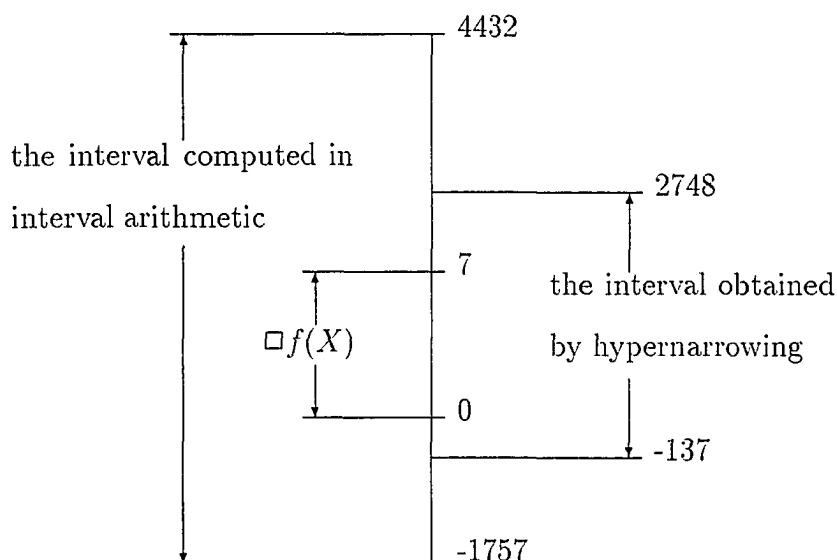 4432
the interval computed in
interval arithmetic
2748
7
the interval obtained
by hypernarrowing
□f(X)
0
-137
-1757